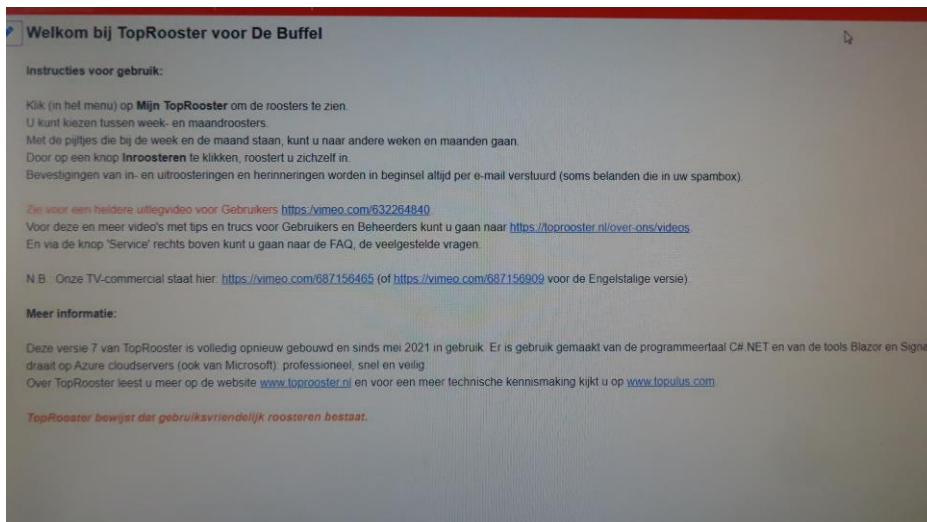 Welkom bij TopRooster voor De Buffel
Instructies voor gebruik:
Klik (in het menu) op Mijn TopRooster om de roosters te zien.
U kunt kiezen tussen week- en maandroosters.
Met de pijltjes die bij de week en de maand staan, kunt u naar andere weken en maanden gaan.
Door op een knop Inroosteren te klikken, roostert u zichzelf in.
Bevestigingen van in- en uitroosteringen en herinneringen worden in beginsel altijd per e-mail verstuurd (soms belanden die in uw spambox).
Zie voor een heldere uitlegvideo voor Gebruikers https:/vimeo.com/632264840
Voor deze en meer video's met tips en trucs voor Gebruikers en Beheerders kunt u gaan naar https://toprooster.nl/over-ons/videos
En via de knop 'Service' rechts boven kunt u gaan naar de FAQ, de veelgestelde vragen.
N.B.: Onze TV-commercial staat hier: https://vimeo.com/687156465 (of https://vimeo.com/687156909 voor de Engelstalige versie).
Meer informatie:
Deze versie 7 van TopRooster is volledig opnieuw gebouwd en sinds mei 2021 in gebruik. Er is gebruik gemaakt van de programmeertaal C#.NET en van de tools Blazor en Signa
draait op Azure cloudservers (ook van Microsoft): professioneel, snel en veilig.
Over TopRooster leest u meer op de website www.toprooster.nl en voor een meer technische kennismaking kijkt u op www.topulus.com.
TopRooster bewijst dat gebruiksvriendelijk roosteren bestaat.